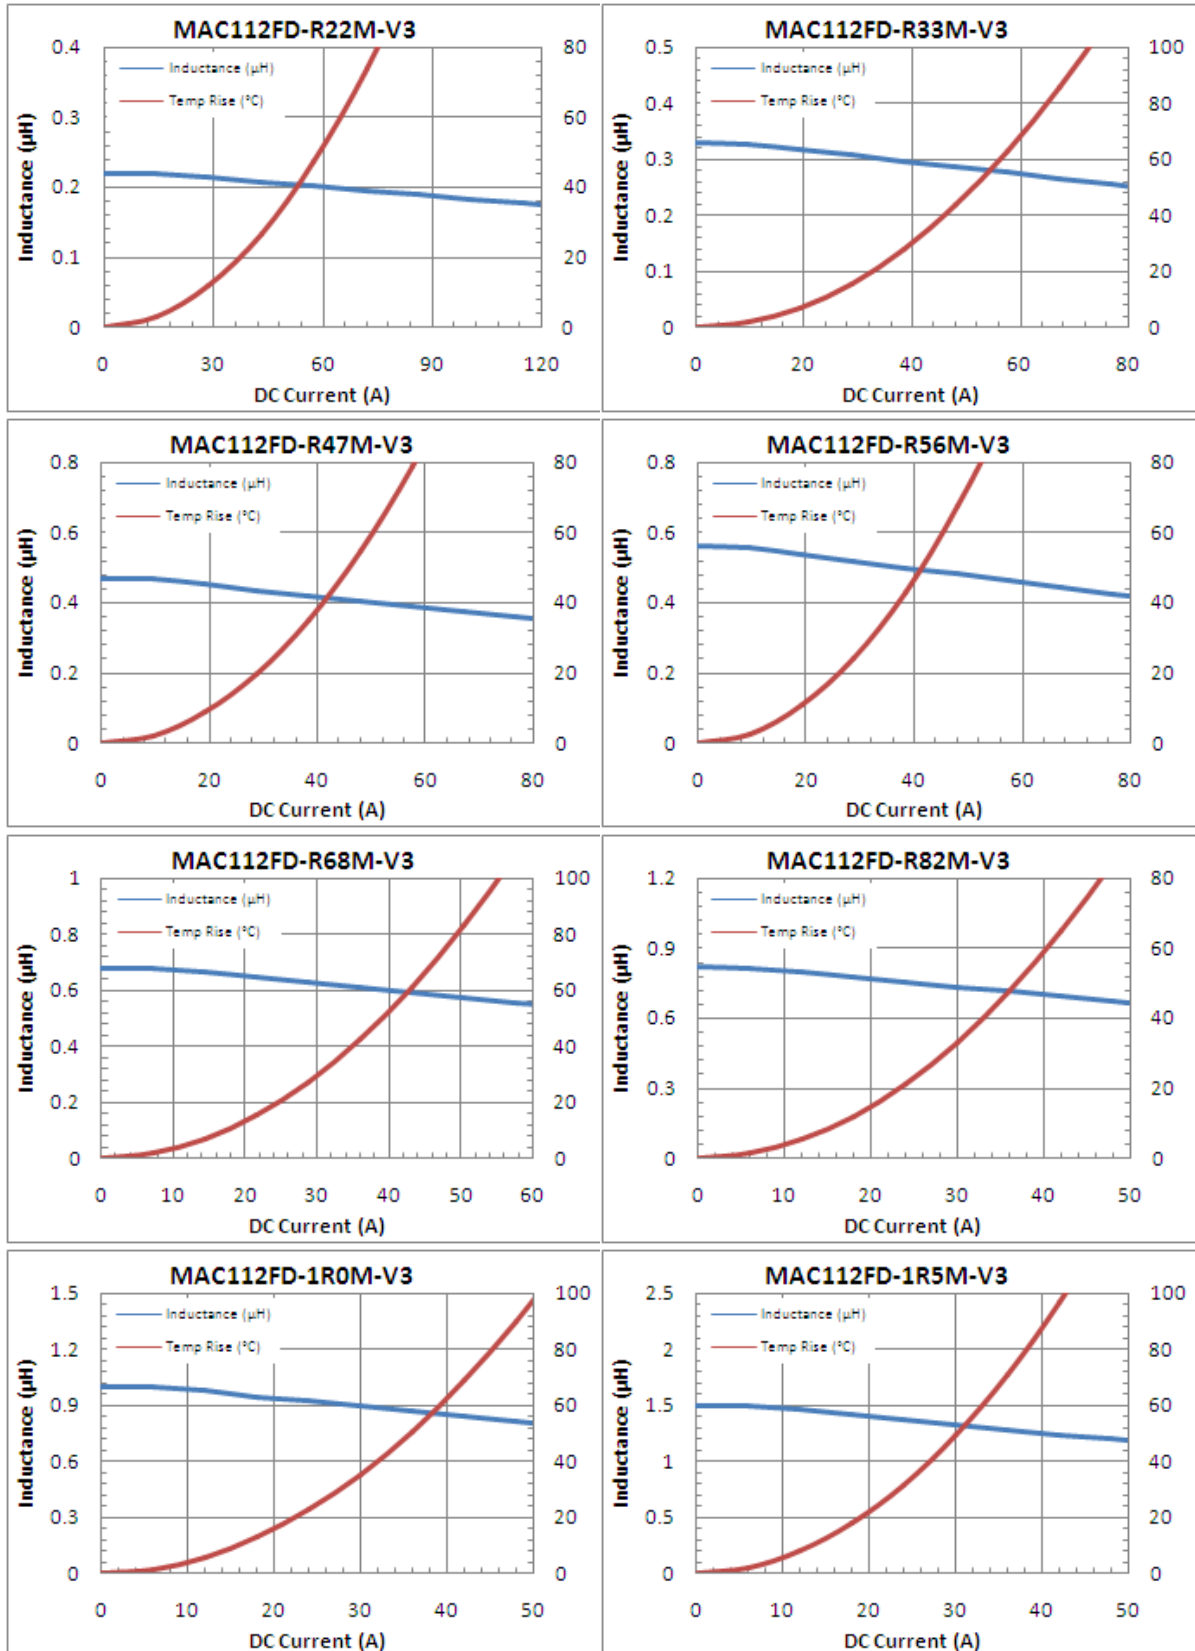 MAC112FD-R22M-V3
Inductance (µH)
Temp Rise (°C)
0.4
0.3
0.2
0.1
0
80
60
40
20
0
0 30 60 90 120
Inductance (µH)
DC Current (A)
MAC112FD-R33M-V3
Inductance (µH)
Temp Rise (°C)
0.5
0.4
0.3
0.2
0.1
0
100
80
60
40
20
0
0 20 40 60 80
Inductance (µH)
DC Current (A)
MAC112FD-R47M-V3
Inductance (µH)
Temp Rise (°C)
0.8
0.6
0.4
0.2
0
80
60
40
20
0
0 20 40 60 80
Inductance (µH)
DC Current (A)
MAC112FD-R56M-V3
Inductance (µH)
Temp Rise (°C)
0.8
0.6
0.4
0.2
0
80
60
40
20
0
0 20 40 60 80
Inductance (µH)
DC Current (A)
MAC112FD-R68M-V3
Inductance (µH)
Temp Rise (°C)
1
0.8
0.6
0.4
0.2
0
100
80
60
40
20
0
0 10 20 30 40 50 60
Inductance (µH)
DC Current (A)
MAC112FD-R82M-V3
Inductance (µH)
Temp Rise (°C)
1.2
0.9
0.6
0.3
0
80
60
40
20
0
0 10 20 30 40 50
Inductance (µH)
DC Current (A)
MAC112FD-1R0M-V3
Inductance (µH)
Temp Rise (°C)
1.5
1.2
0.9
0.6
0.3
0
100
80
60
40
20
0
0 10 20 30 40 50
Inductance (µH)
DC Current (A)
MAC112FD-1R5M-V3
Inductance (µH)
Temp Rise (°C)
2.5
2
1.5
1
0.5
0
100
80
60
40
20
0
0 10 20 30 40 50
Inductance (µH)
DC Current (A)